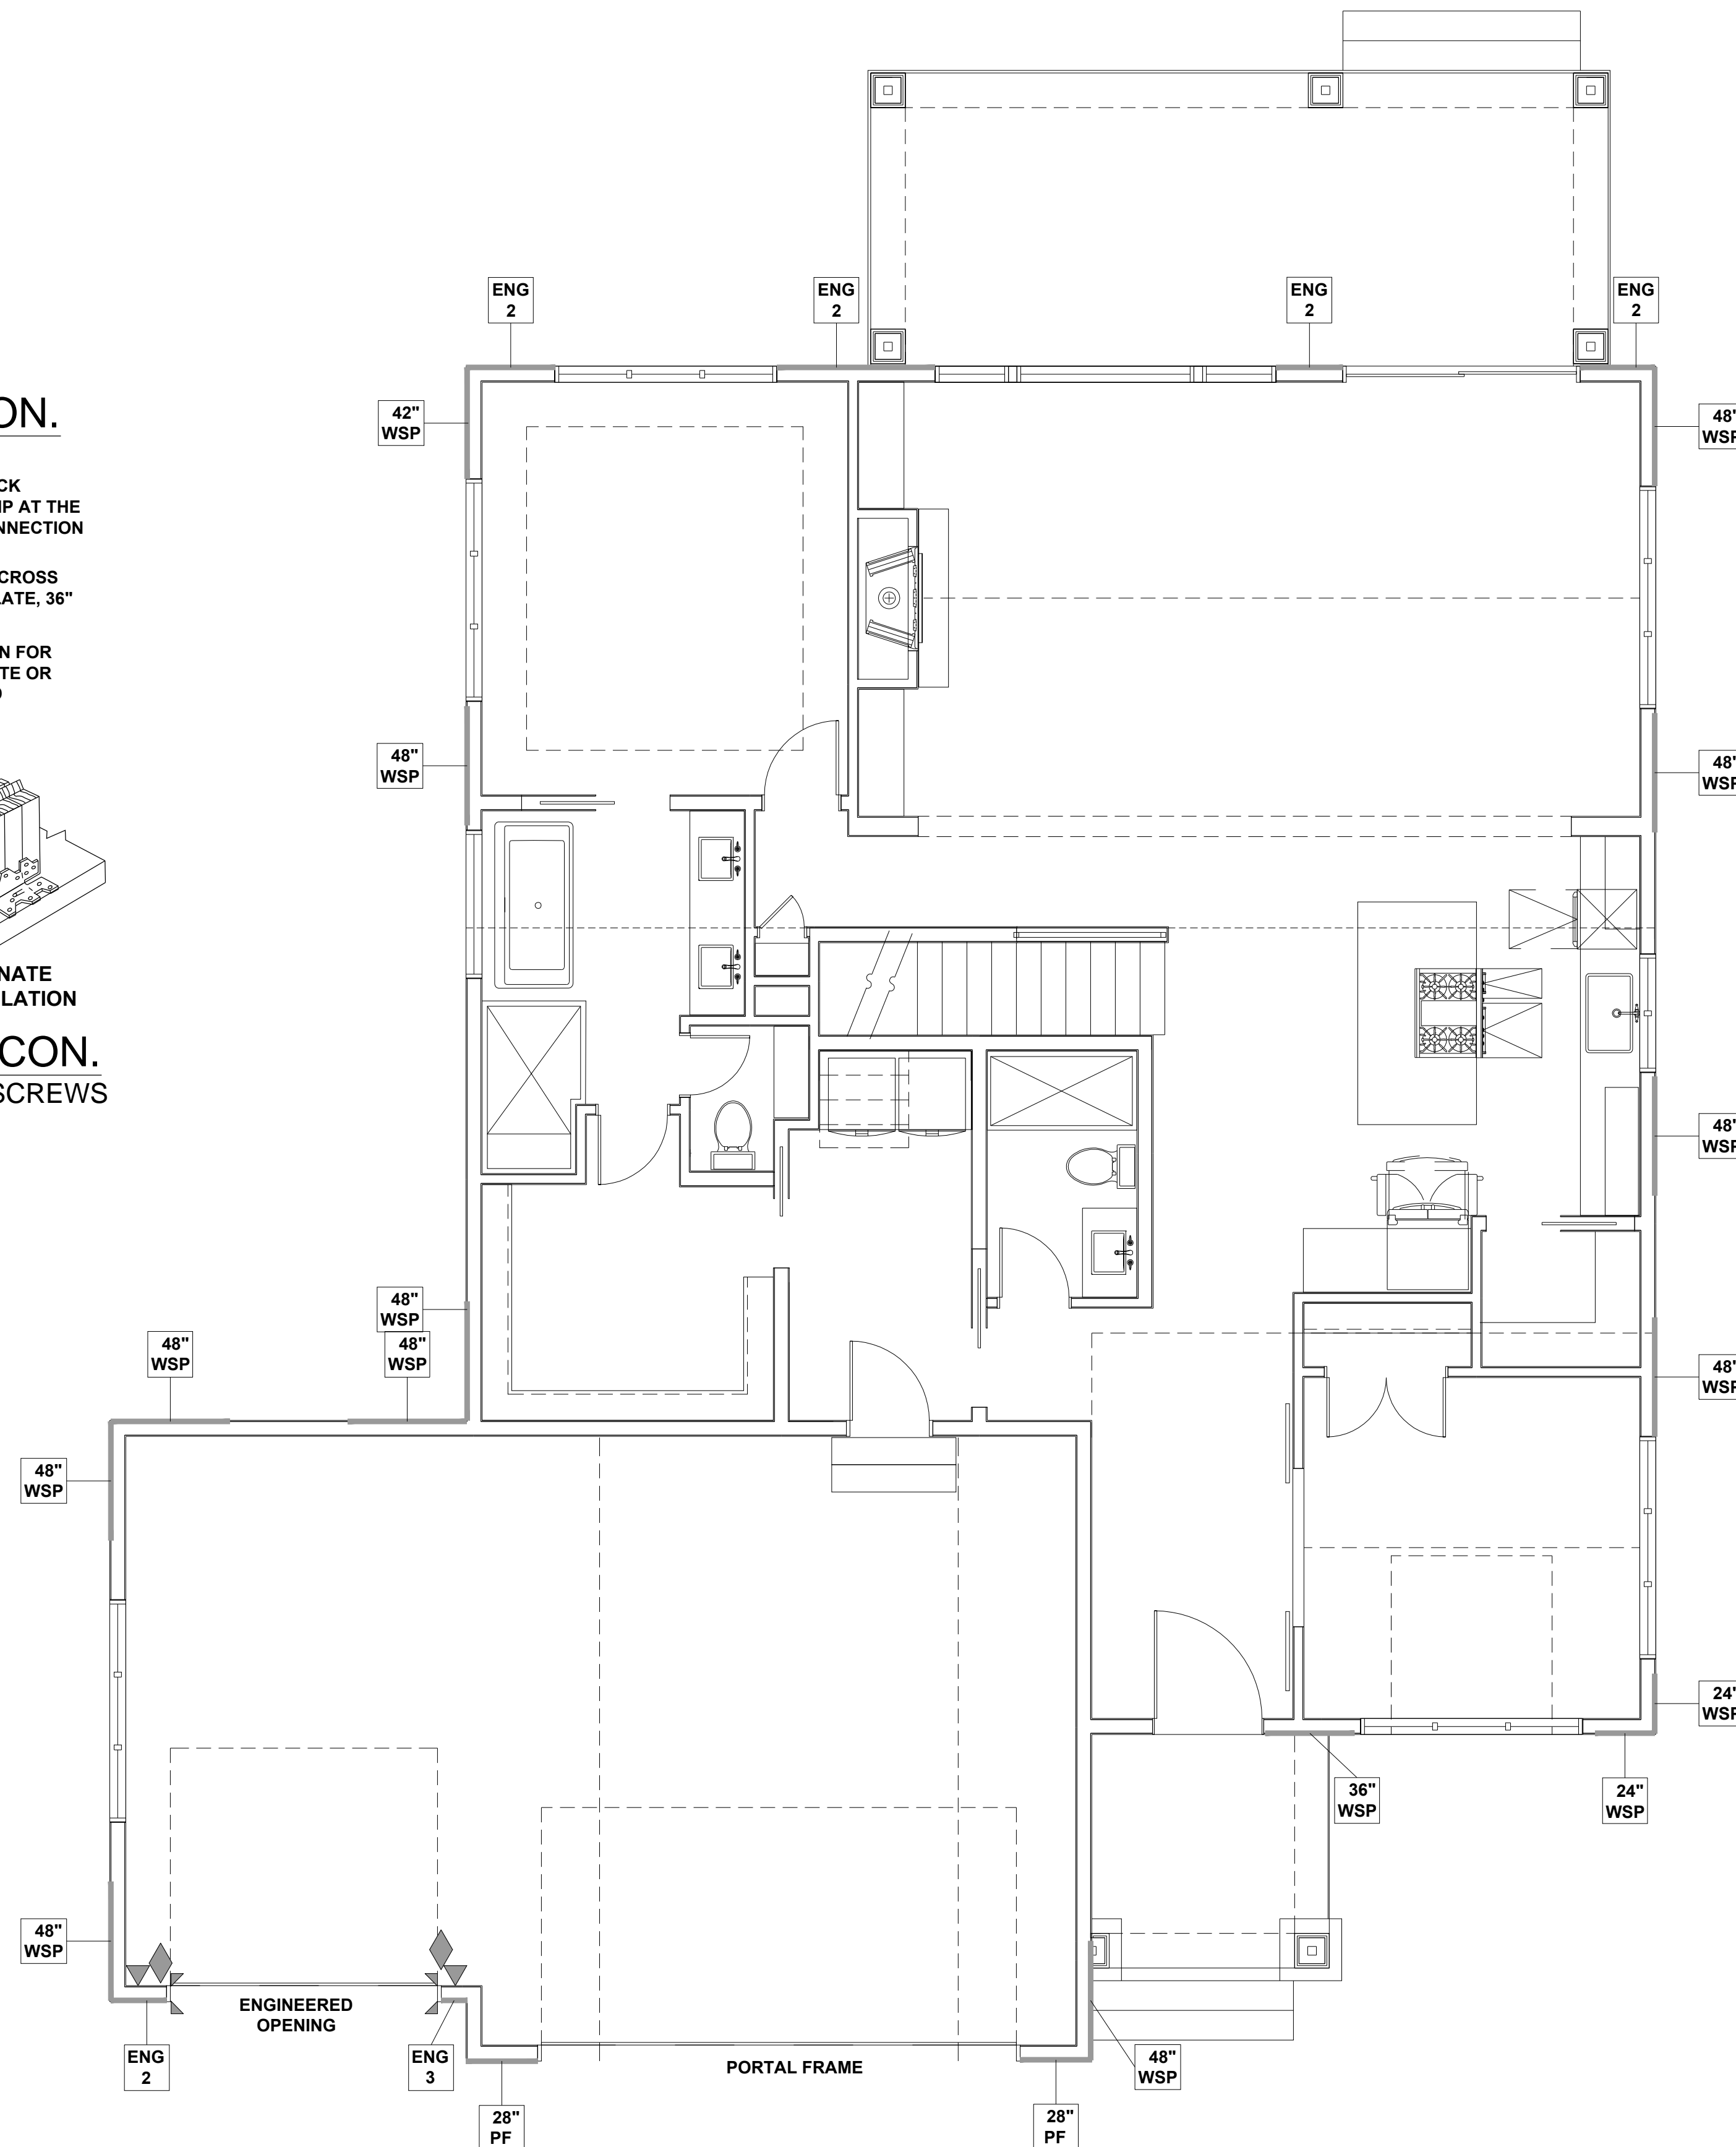 ON.
CK
IP AT THE
NNECTION
CROSS
LATE, 36"
N FOR
TE OR
NATE
LATION
CON.
SCREWS
ENG
2
ENG
2
ENG
2
ENG
2
42"
WSP
48"
WSP
48"
WSP
48"
WSP
48"
WSP
48"
WSP
48"
WSP
48"
WSP
48"
WSP
48"
WSP
48"
WSP
24"
WSP
36"
WSP
24"
WSP
ENGINEERED
OPENING
ENG
2
ENG
3
PORTAL FRAME
48"
WSP
28"
PF
28"
PF